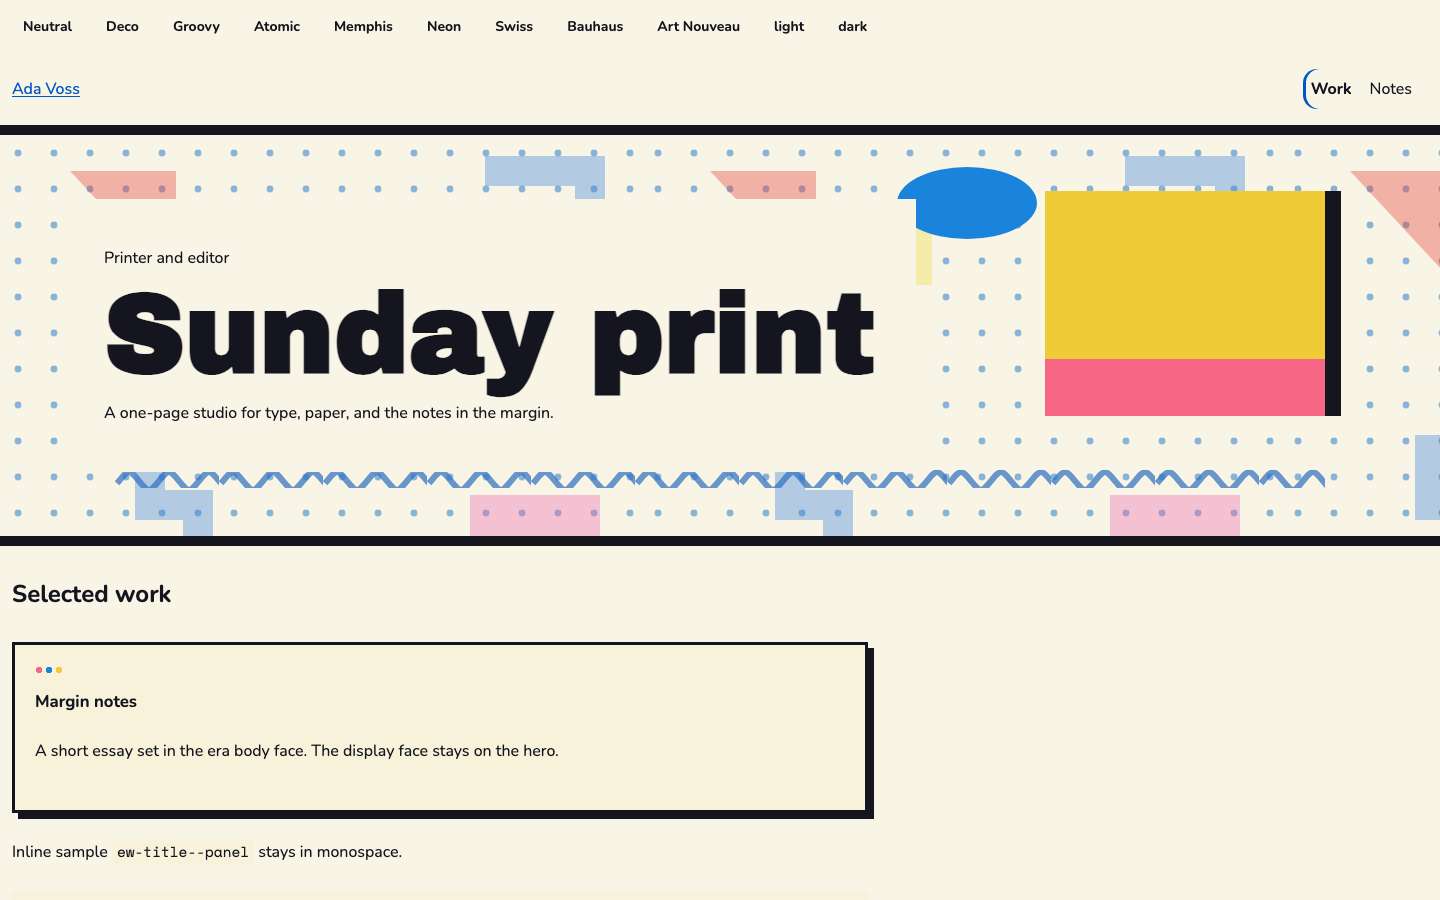 Neutral Deco Groovy Atomic Memphis Neon Swiss Bauhaus Art Nouveau light dark
Ada Voss Work Notes
Printer and editor
Sunday print
A one-page studio for type, paper, and the notes in the margin.
Selected work
Margin notes
A short essay set in the era body face. The display face stays on the hero.
Inline sample ew-title--panel stays in monospace.